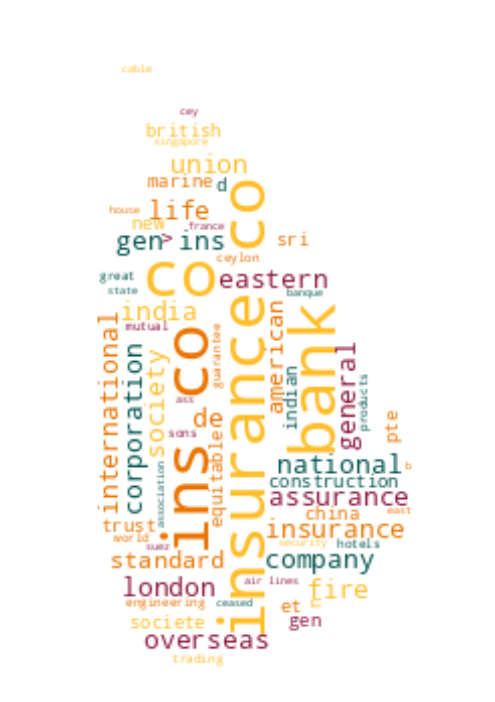 cable
cey
british
singapore
union
marine d
house life
new france
gen > ins sri
co
ceylon
co eastern
great
state banque
india
mutual
international
corporation
society
ins co
guarantee
insurance co
american
bank
indian
general
products
pte
ass
de
sons
equitable
association
national b
construction
assurance
china east
trust insurance
world
suez security hotels
standard company
london air lines fire
engineering ceased et l
societe gen
overseas
trading